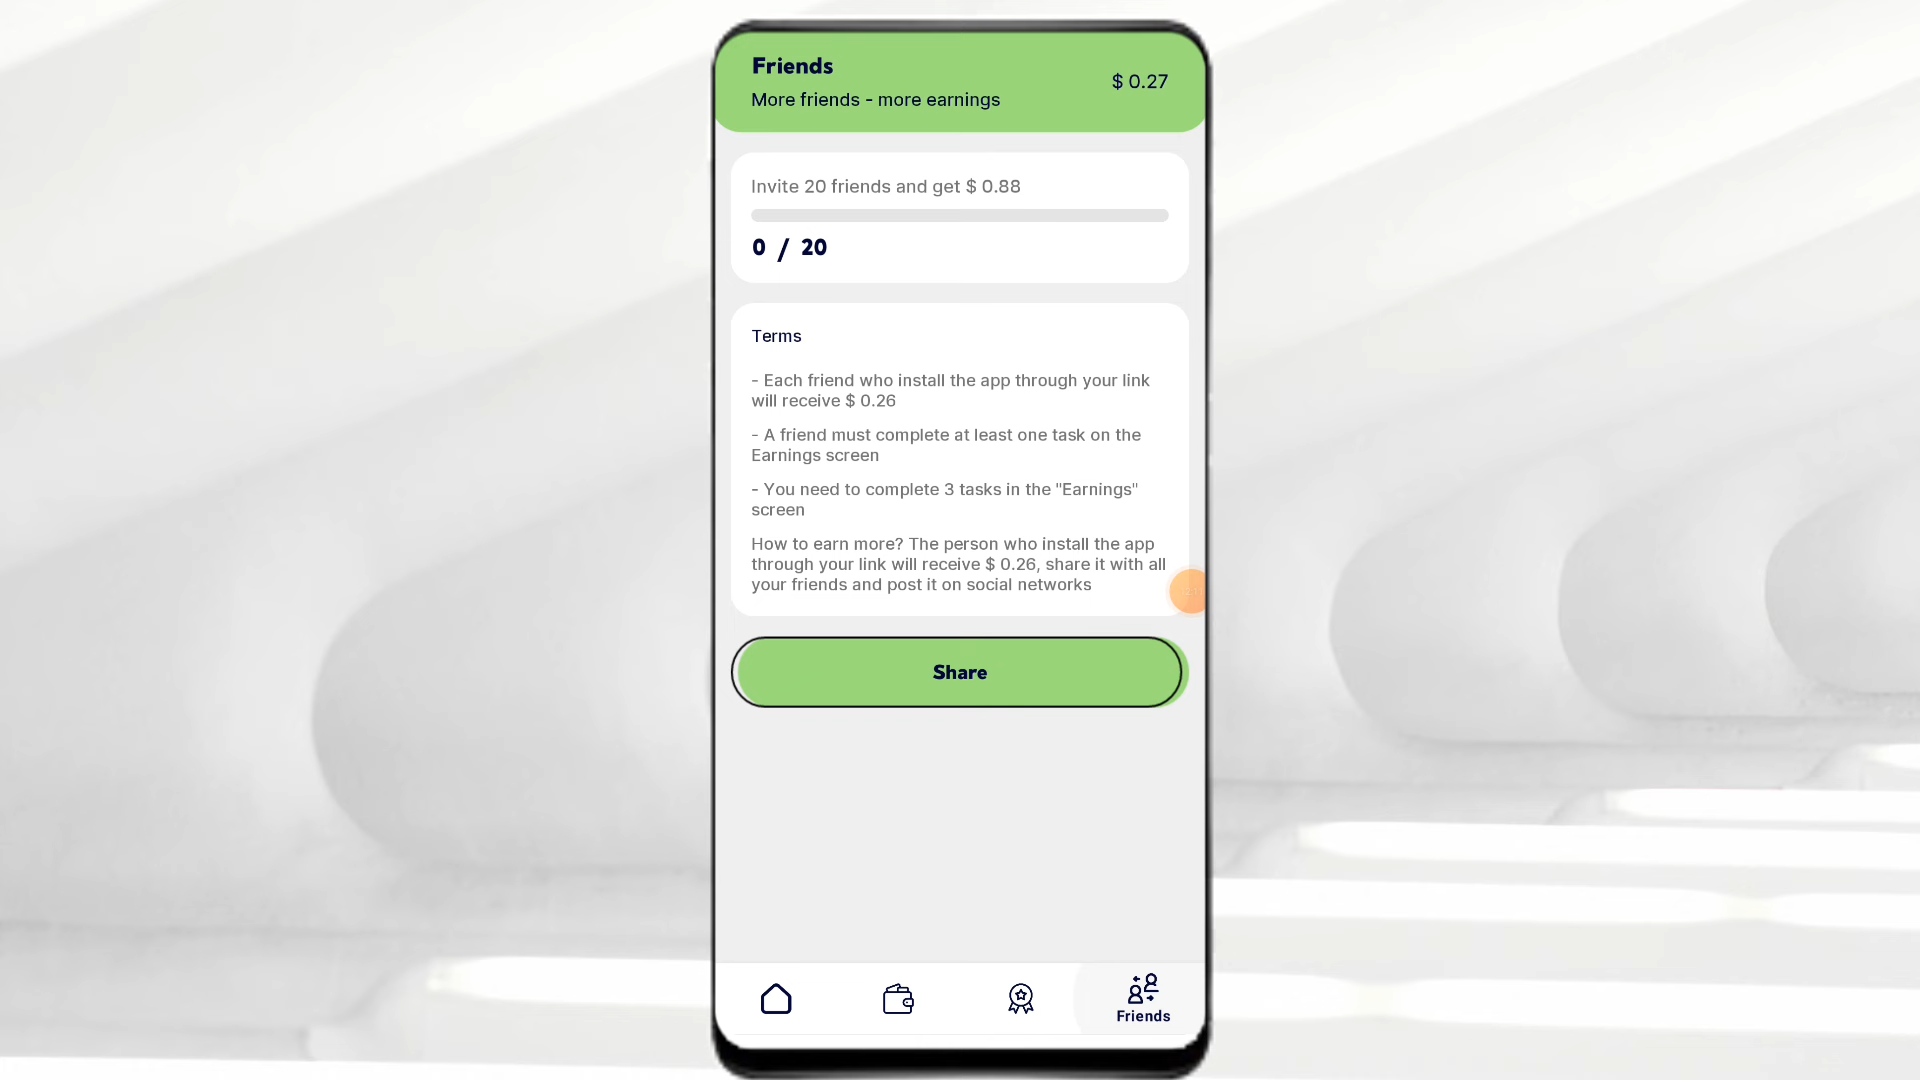 Friends
$ 0.27
More friends - more earnings
Invite 20 friends and get $ 0.88
0 / 20
Terms
- Each friend who install the app through your link
will receive $ 0.26
- A friend must complete at least one task on the
Earnings screen
- You need to complete 3 tasks in the "Earnings"
screen
How to earn more? The person who install the app
through your link will receive $ 0.26, share it with all
your friends and post it on social networks
Share
Friends